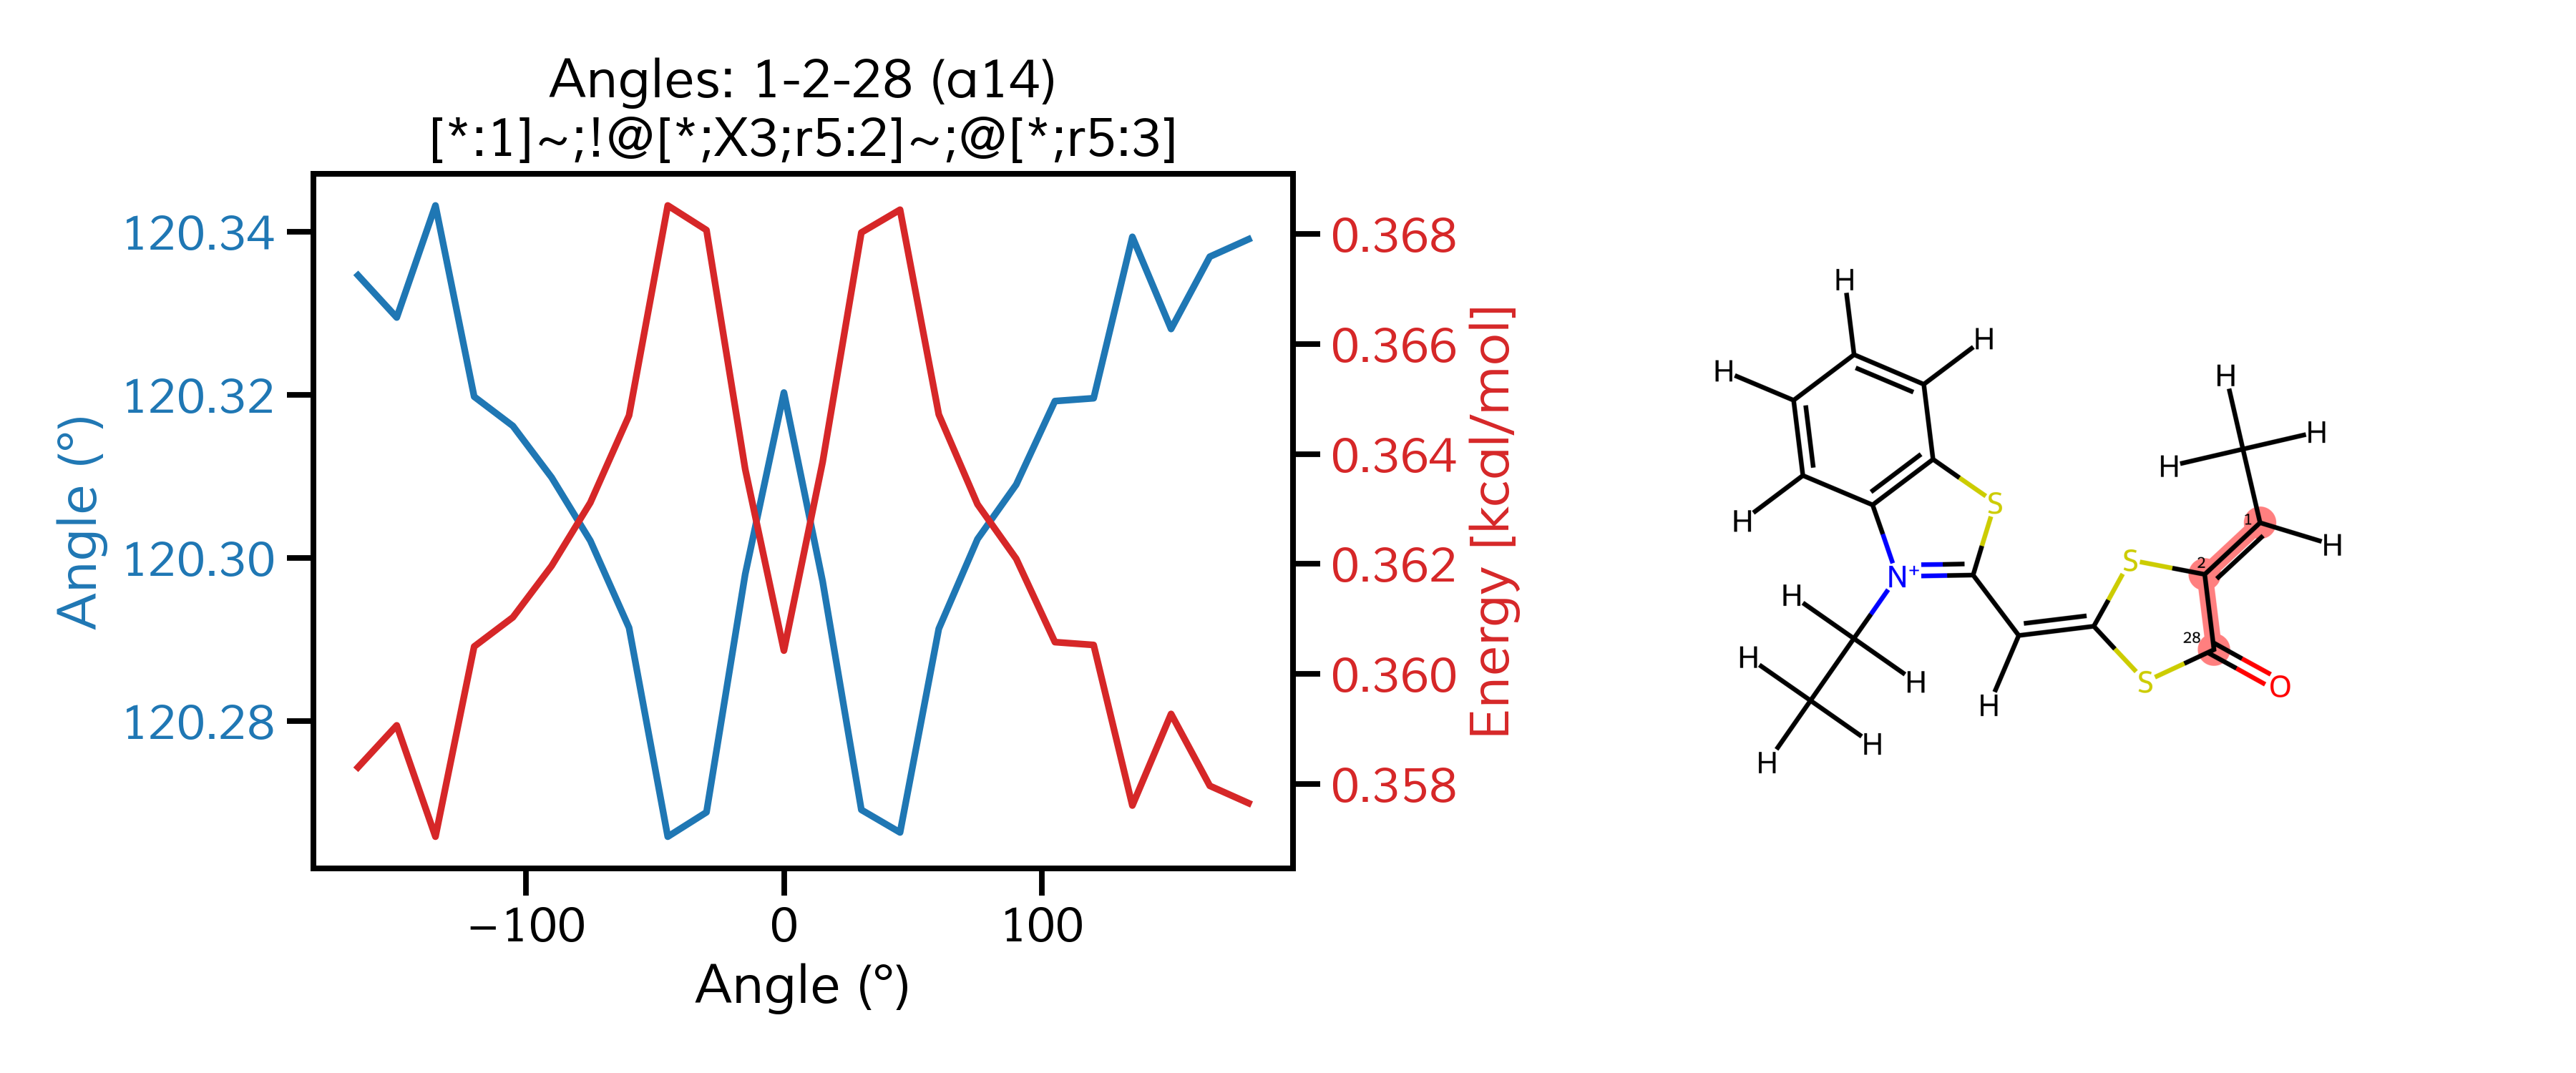 Angles: 1-2-28 (a14)
[*:1]~;!@[*;X3;r5:2]~;@[*;r5:3]
Angle (°)
120.34
120.32
120.30
120.28
0.368
0.366
0.364
0.362
0.360
0.358
Energy [kcal/mol]
−100
0
100
Angle (°)
H
H
H
H
H
H
H
S
1
H
H
S
2
N+
H
H
28
H
S
O
H
H
H
H